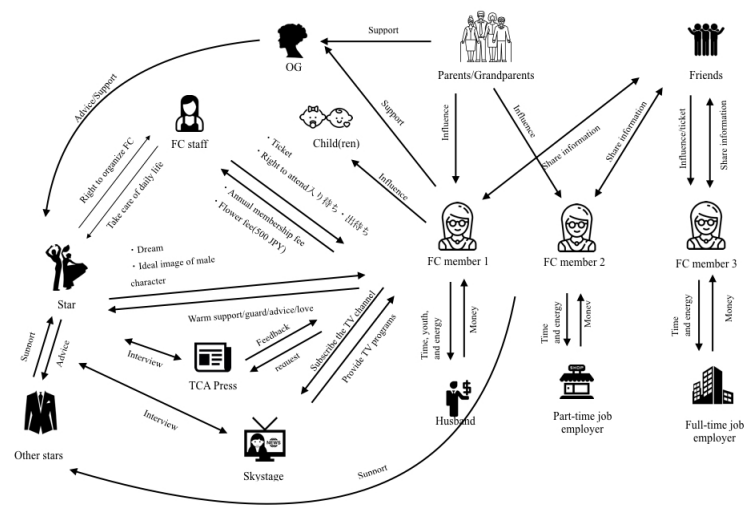 Support
OG
Parents/Grandparents
Friends
Advice/Support
Support
Influence
Influence
Share information
Share information
Influence/ticket
Share information
FC staff
Child(ren)
Influence
・Ticket
・Right to attend入り待ち・出待ち
・Annual membership fee
・Flower fee(500 JPY)
Right to organize FC
Take care of daily life
FC member 1
FC member 2
FC member 3
Star
・Dream
・Ideal image of male
character
Warm support/guard/advice/love
Time, youth,
and energy
Money
Time
and energy
Money
Time
and energy
Money
Support
Advice
Interview
TCA Press
Feedback
request
Subscribe the TV channel
Provide TV programs
Interview
SHOP
NEWS
Husband
Part-time job
employer
Full-time job
employer
Other stars
Skystage
Support